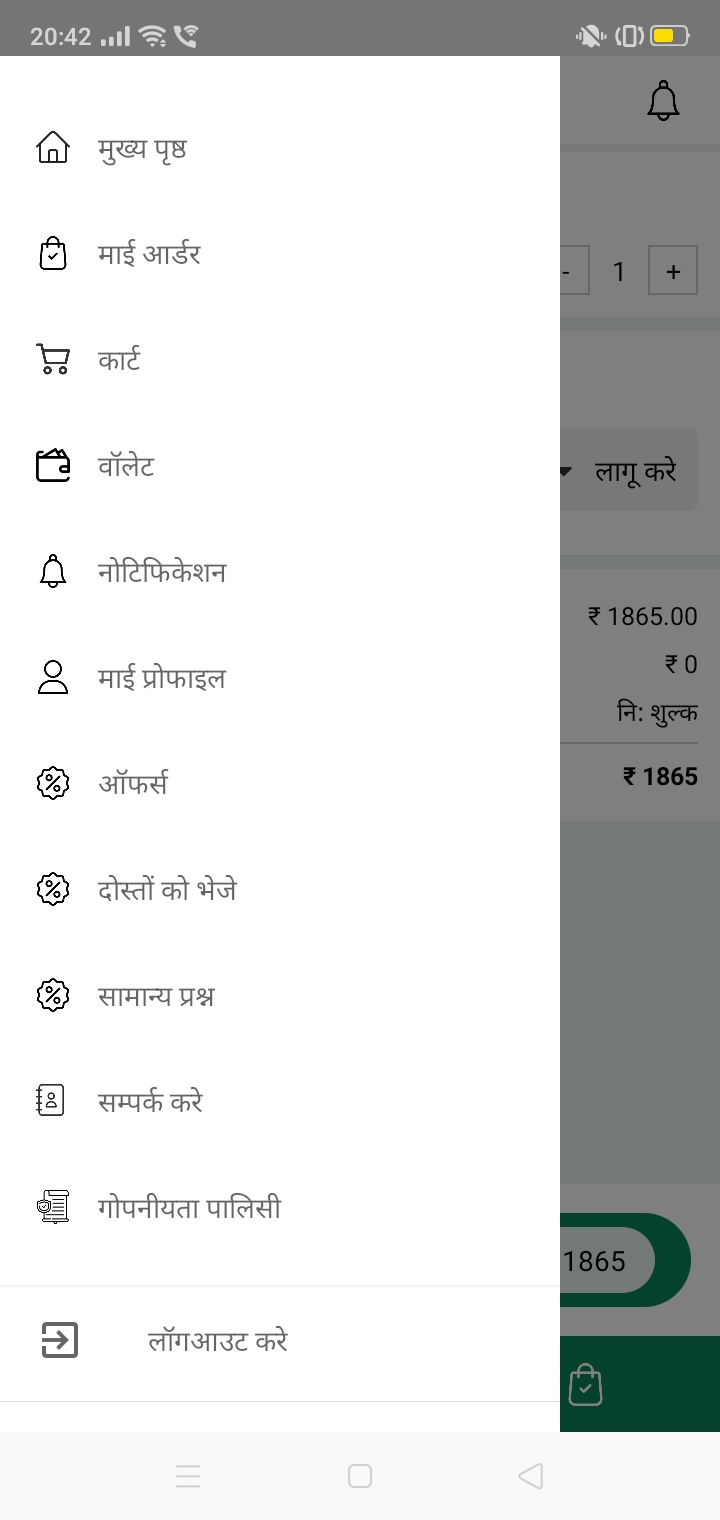 20:42
मुख्य पृष्ठ
माई आर्डर
- 1 +
कार्ट
वॉलेट
लागू करे
नोटिफिकेशन
₹ 1865.00
माई प्रोफाइल
₹ 0
नि: शुल्क
ऑफर्स
₹ 1865
दोस्तों को भेजे
सामान्य प्रश्न
सम्पर्क करे
गोपनीयता पालिसी
1865
लॉगआउट करे